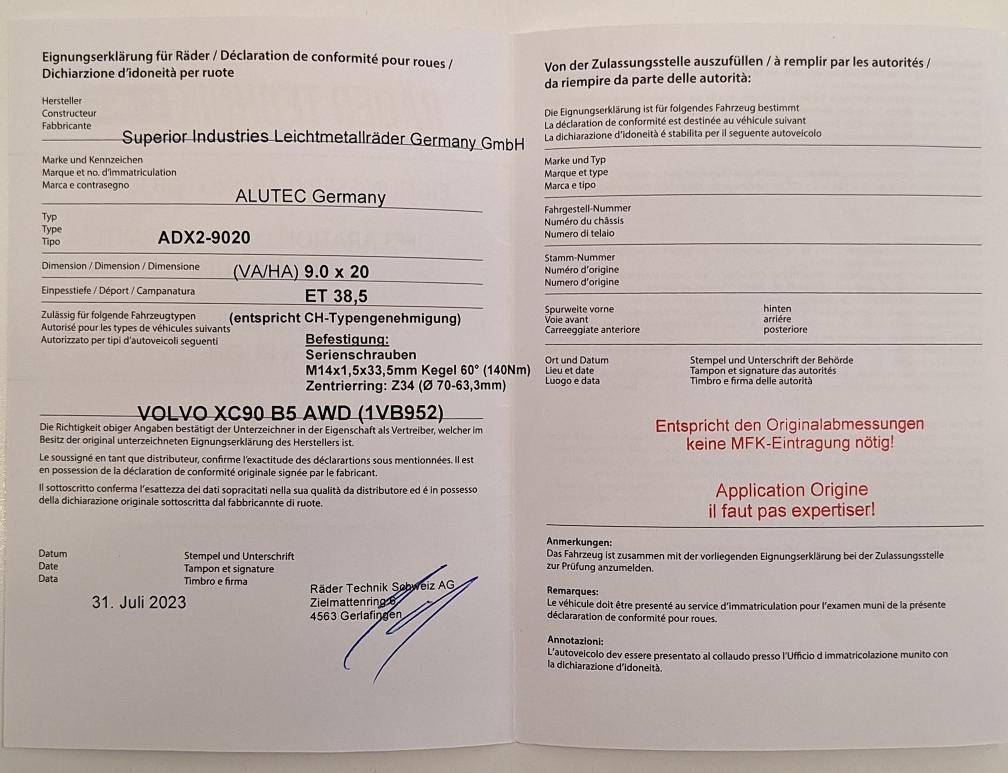 Eignungserklärung für Räder / Déclaration de conformité pour roues /
Dichiarzione d'idoneità per ruote
Hersteller
Constructeur
Fabbricante
Superior Industries Leichtmetallräder Germany GmbH
Marke und Kennzeichen
Marque et no. d'immatriculation
Marca e contrasegno
ALUTEC Germany
Typ
Type
Tipo
ADX2-9020
Dimension / Dimension / Dimensione
(VA/HA) 9.0 x 20
Einpesstiefe / Déport / Campanatura
ET 38,5
Zulässig für folgende Fahrzeugtypen
(entspricht CH-Typengenehmigung)
Autorisé pour les types de véhicules suivants
Autorizzato per tipi d'autoveicoli seguenti
Befestigung:
Serienschrauben
M14x1,5x33,5mm Kegel 60° (140Nm)
Zentrierring: Z34 (Ø 70-63,3mm)
VOLVO XC90 B5 AWD (1VB952)
Die Richtigkeit obiger Angaben bestätigt der Unterzeichner in der Eigenschaft als Vertreiber, welcher im
Besitz der original unterzeichneten Eignungserklärung des Herstellers ist.
Le soussigné en tant que distributeur, confirme l'exactitude des déclarartions sous mentionnées. Il est
en possession de la déclaration de conformité originale signée par le fabricant.
Il sottoscritto conferma l'esattezza dei dati sopracitati nella sua qualità da distributore ed é in possesso
della dichiarazione originale sottoscritta dal fabbricannte di ruote.
Datum
Date
Data
31. Juli 2023
Stempel und Unterschrift
Tampon et signature
Timbro e firma
Räder Technik Schweiz AG
Zielmattenring 6
4563 Gerlafingen
Von der Zulassungsstelle auszufüllen / à remplir par les autorités /
da riempire da parte delle autorità:
Die Eignungserklärung ist für folgendes Fahrzeug bestimmt
La déclaration de conformité est destinée au véhicule suivant
La dichiarazione d'idoneità é stabilita per il seguente autoveicolo
Marke und Typ
Marque et type
Marca e tipo
Fahrgestell-Nummer
Numéro du châssis
Numero di telaio
Stamm-Nummer
Numéro d'origine
Numero d'origine
Spurweite vorne
Voie avant
Carreeggiate anteriore
hinten
arriére
posteriore
Ort und Datum
Lieu et date
Luogo e data
Stempel und Unterschrift der Behörde
Tampon et signature das autorités
Timbro e firma delle autorità
Entspricht den Originalabmessungen
keine MFK-Eintragung nötig!
Application Origine
il faut pas expertiser!
Anmerkungen:
Das Fahrzeug ist zusammen mit der vorliegenden Eignungserklärung bei der Zulassungsstelle
zur Prüfung anzumelden.
Remarques:
Le véhicule doit être presenté au service d'immatriculation pour l'examen muni de la présente
déclararation de conformité pour roues.
Annotazioni:
L'autoveicolo dev essere presentato al collaudo presso l'Ufficio d immatricolazione munito con
la dichiarazione d'idoneità.